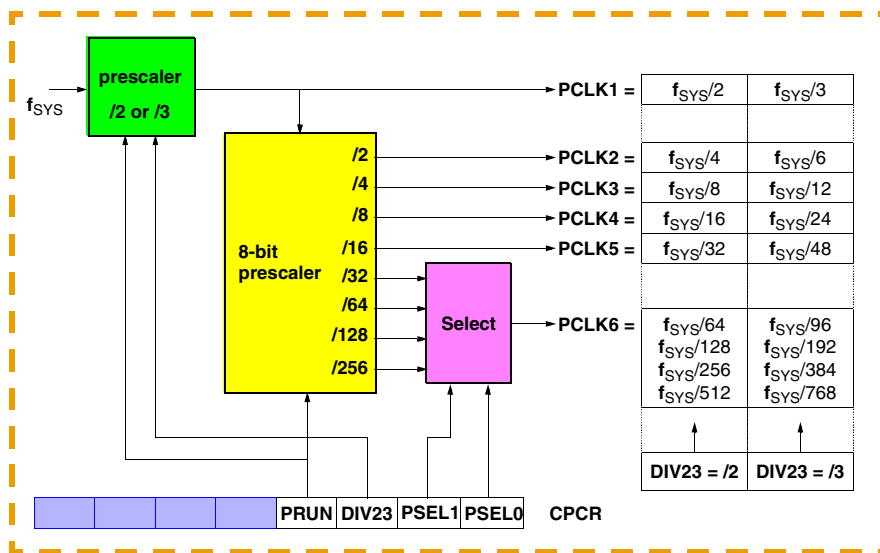 prescaler
/2 or /3
fSYS
PCLK1 = fSYS/2 fSYS/3
8-bit
prescaler
/2 PCLK2 = fSYS/4 fSYS/6
/4 PCLK3 = fSYS/8 fSYS/12
/8 PCLK4 = fSYS/16 fSYS/24
/16 PCLK5 = fSYS/32 fSYS/48
/32
/64
/128
/256
Select
PCLK6 = fSYS/64 fSYS/96
fSYS/128 fSYS/192
fSYS/256 fSYS/384
fSYS/512 fSYS/768
DIV23 = /2 DIV23 = /3
PRUN DIV23 PSEL1 PSEL0 CPCR